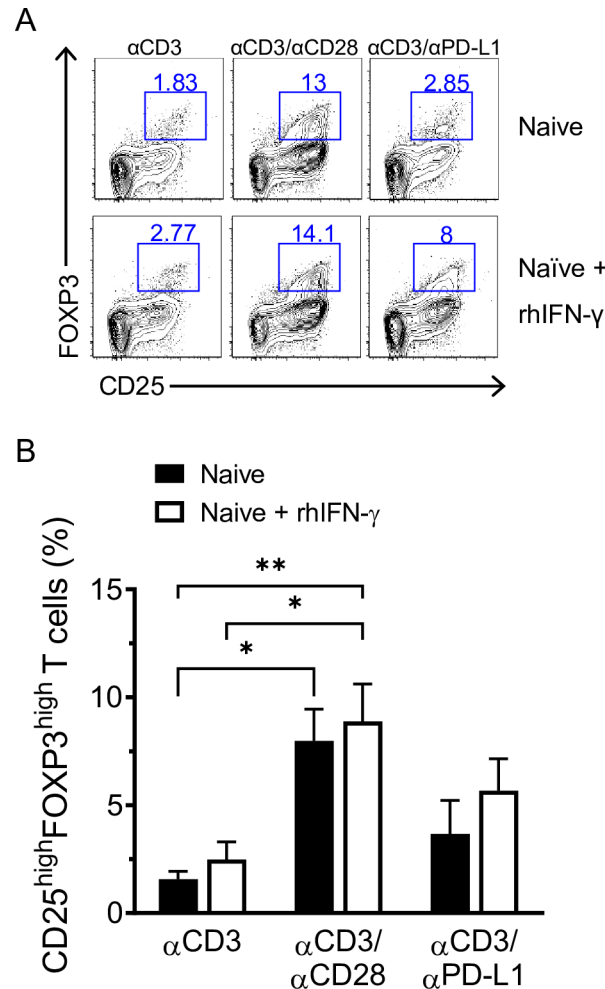 A
αCD3 αCD3/αCD28 αCD3/αPD-L1
1.83 13 2.85
Naive
2.77 14.1 8
Naïve +
rhIFN-γ
FOXP3
CD25
B
Naive
Naive + rhIFN-γ
CD25highFOXP3high T cells (%)
15
10
5
0
**
*
*
αCD3 αCD3/ αCD3/
αCD28 αPD-L1